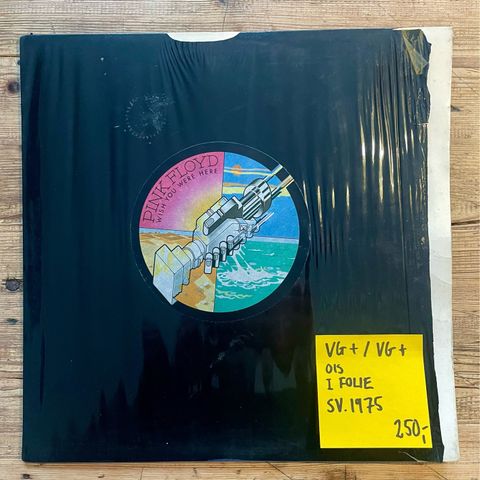 PINK FLOYD
WISH YOU WERE HERE
VG+ / VG+
OIS
I FOLIE
SV. 1975
250,-